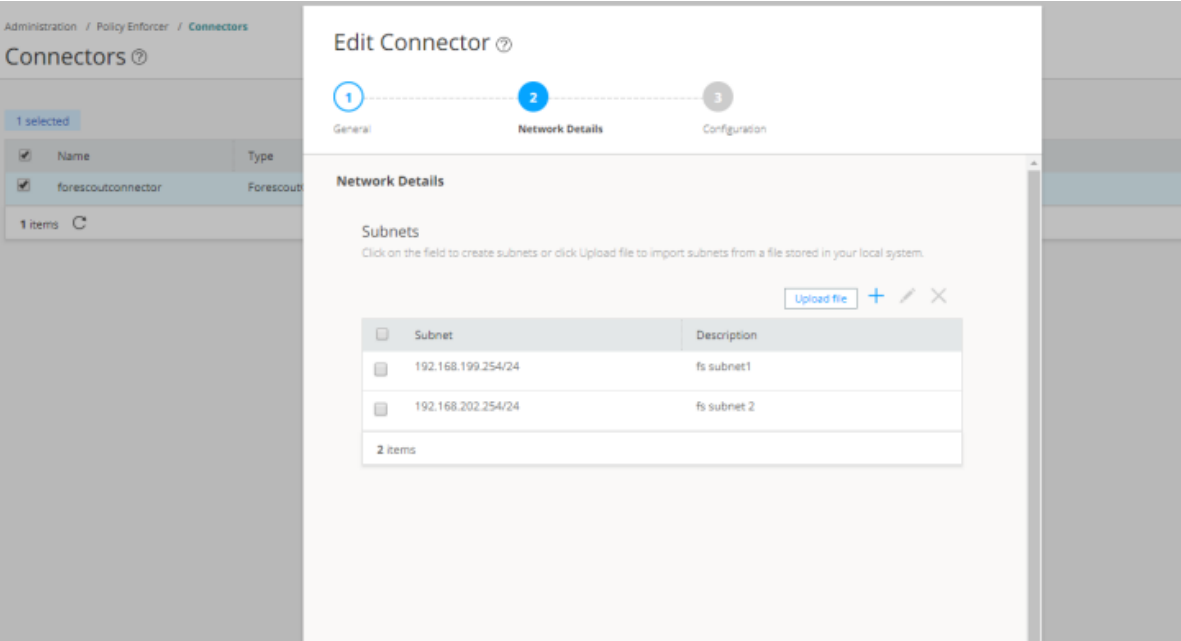 Administration / Policy Enforcer / Connectors
Connectors
1 selected
Name Type
forescoutconnector Forescout
1 items
Edit Connector
1 2 3
General Network Details Configuration
Network Details
Subnets
Click on the field to create subnets or click Upload file to import subnets from a file stored in your local system.
Upload file
Subnet Description
192.168.199.254/24 fs subnet1
192.168.202.254/24 fs subnet 2
2 items